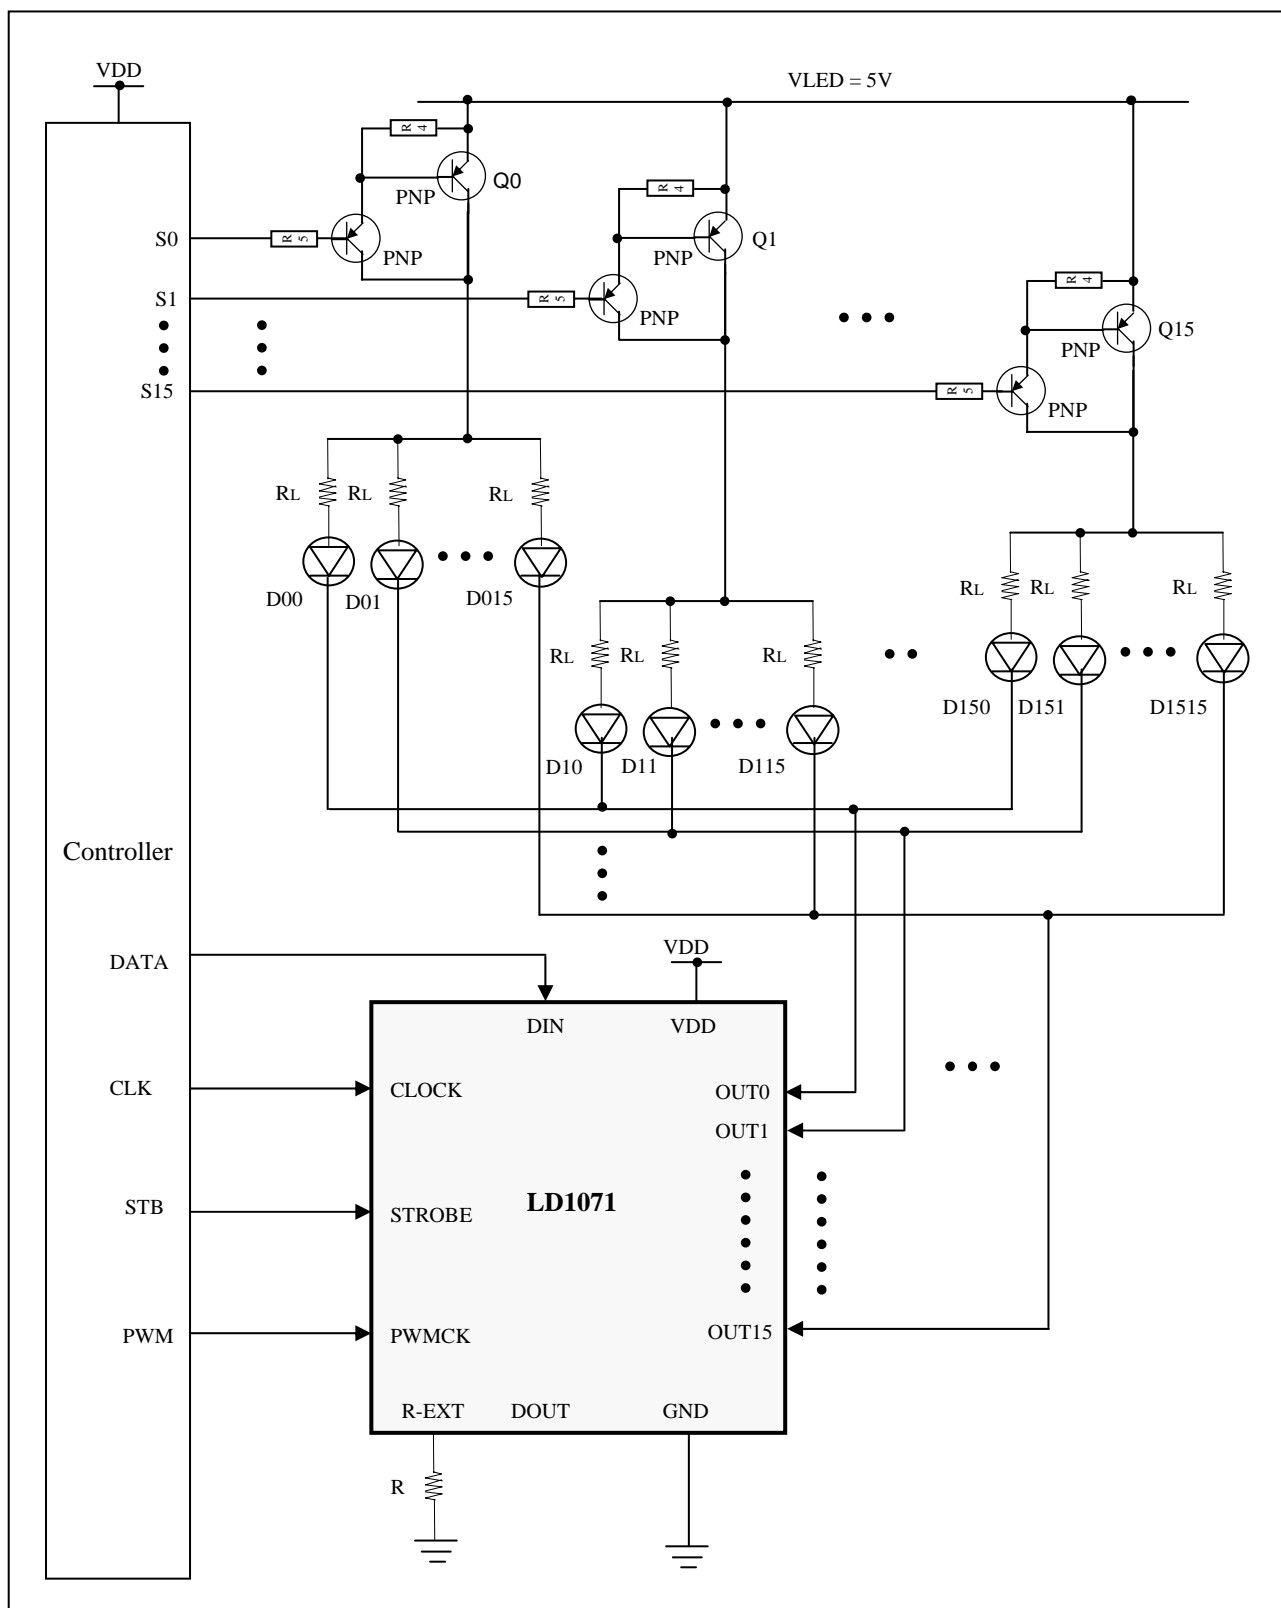 VDD
VLED = 5V
R4
PNP
Q0
R4
S0
R5
PNP
PNP
Q1
S1
R5
PNP
R4
PNP
Q15
S15
R5
PNP
RL
RL
RL
D00
D01
D015
RL
RL
RL
RL
RL
RL
D10
D11
D115
D150
D151
D1515
Controller
DATA
VDD
DIN
VDD
CLK
CLOCK
OUT0
OUT1
STB
STROBE
LD1071
PWM
PWMCK
OUT15
R-EXT
DOUT
GND
R